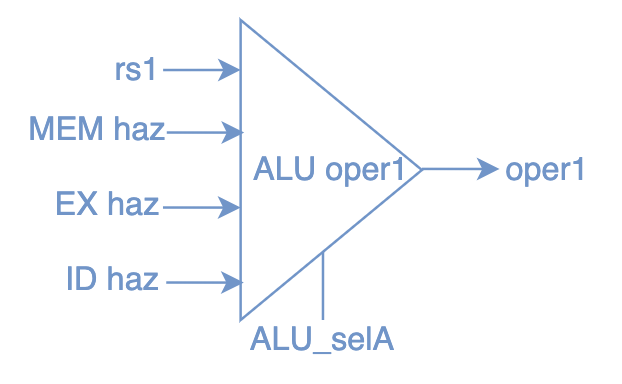 rs1
MEM haz
EX haz
ID haz
ALU oper1
oper1
ALU_selA